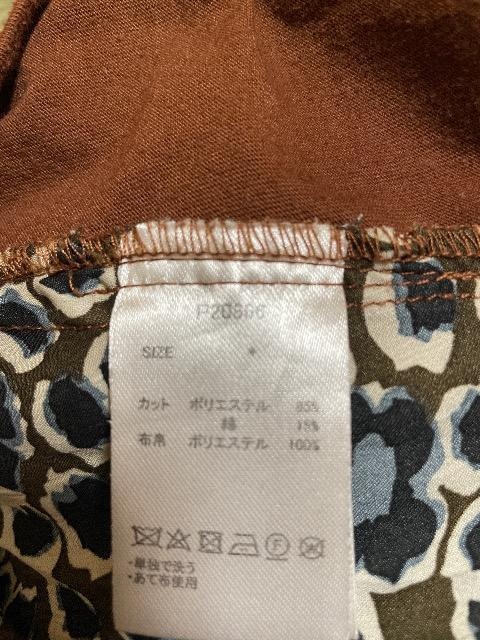 P20806
SIZE *
カット ポリエステル 85%
綿 15%
布帛 ポリエステル 100%
・単独で洗う
・あて布使用